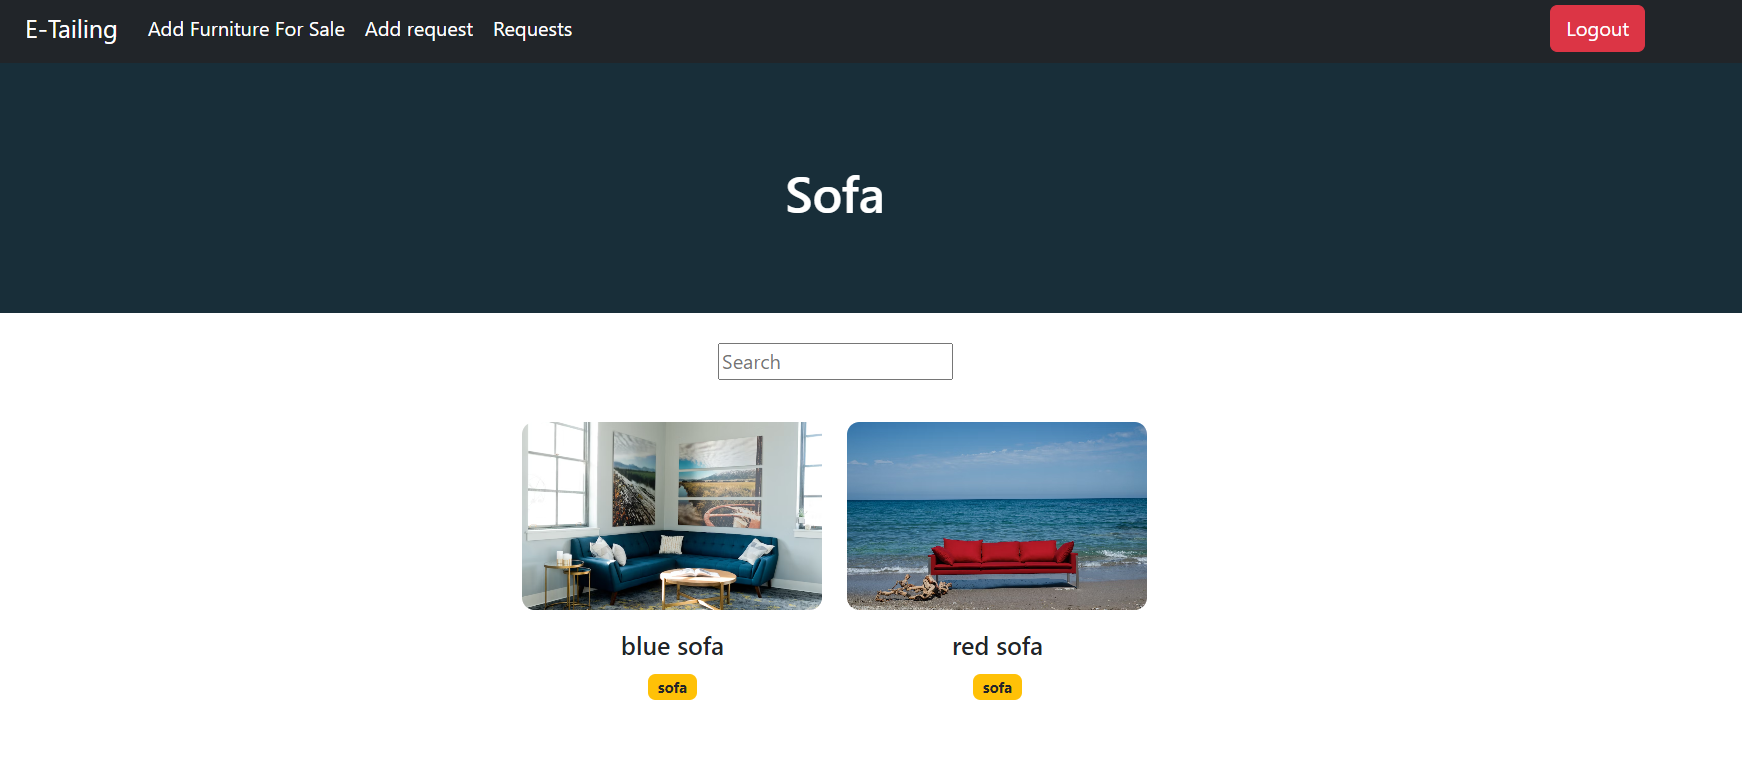 E-Tailing Add Furniture For Sale Add request Requests Logout
Sofa
Search
blue sofa red sofa
sofa sofa